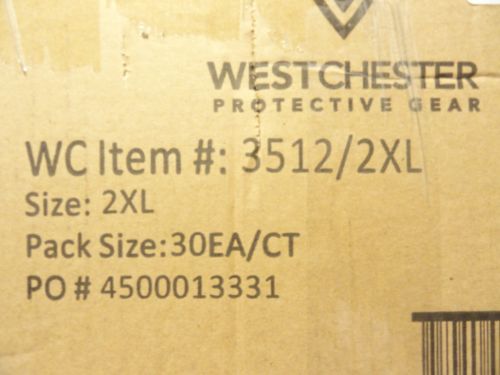 WESTCHESTER
PROTECTIVE GEAR
WC Item #: 3512/2XL
Size: 2XL
Pack Size:30EA/CT
PO # 4500013331